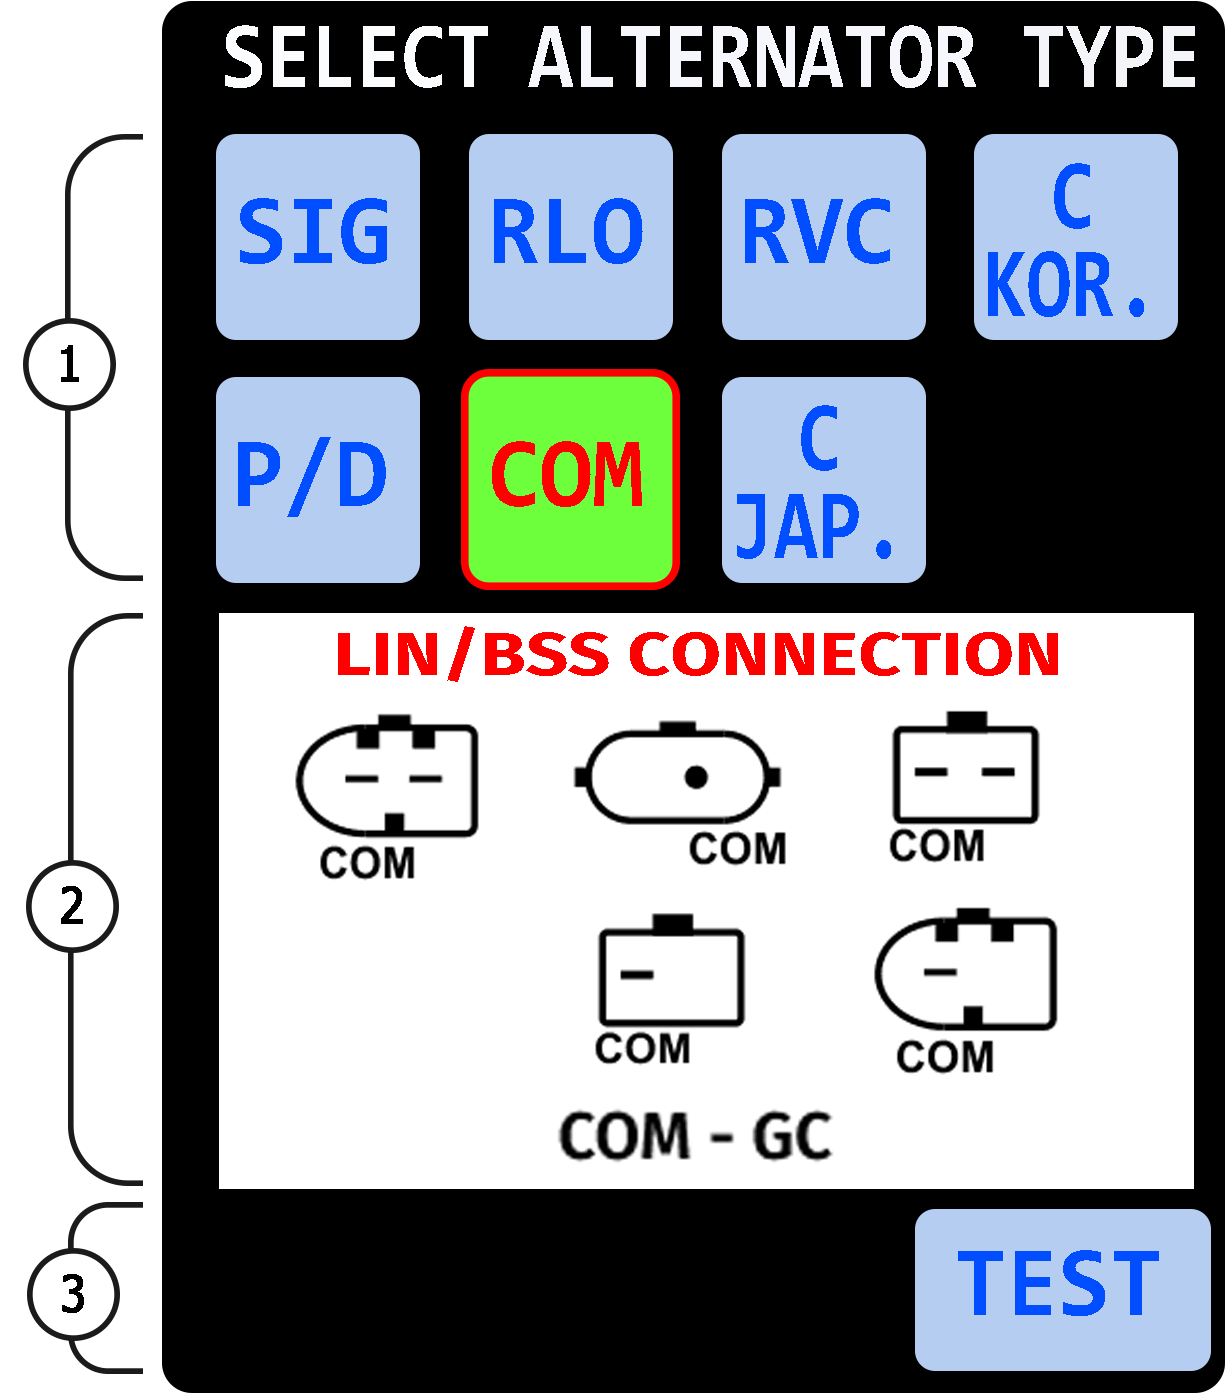 SELECT ALTERNATOR TYPE
SIG
RLO
RVC
C
KOR.
P/D
COM
C
JAP.
1
LIN/BSS CONNECTION
COM
COM
COM
COM
COM
COM - GC
2
TEST
3